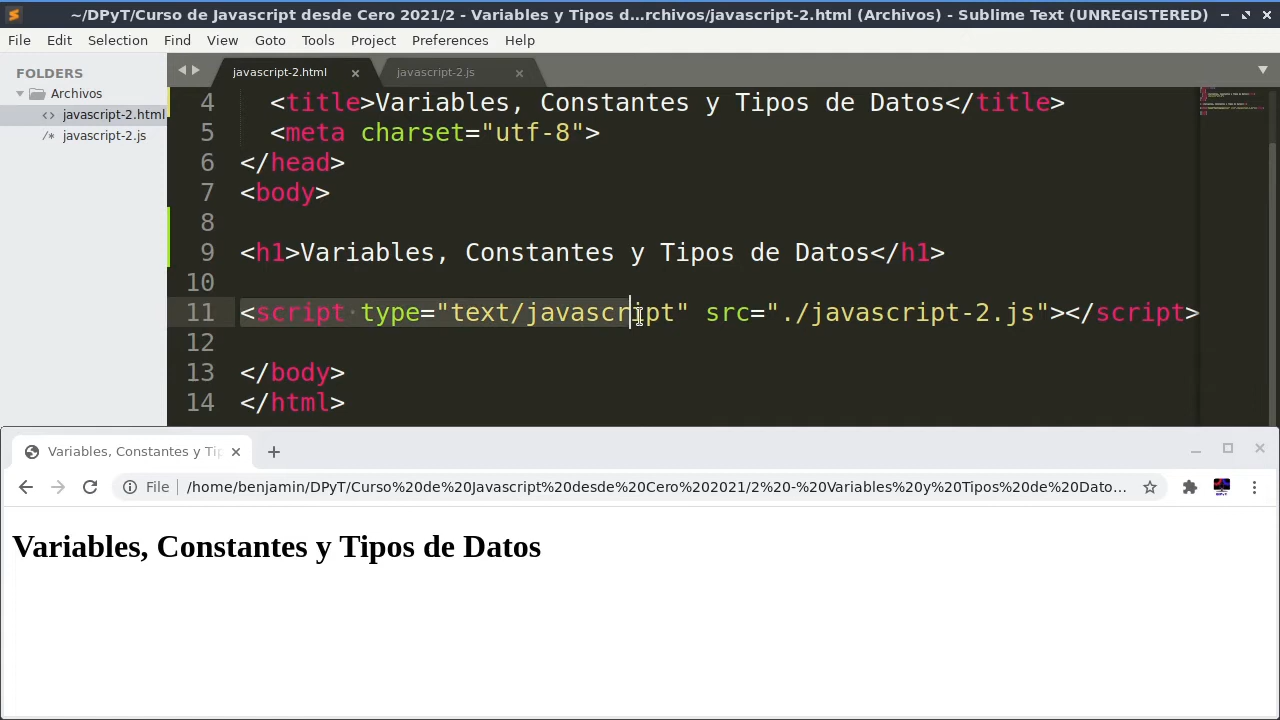 ~/DPyT/Curso de Javascript desde Cero 2021/2 - Variables y Tipos d...rchivos/javascript-2.html (Archivos) - Sublime Text (UNREGISTERED)
File Edit Selection Find View Goto Tools Project Preferences Help
FOLDERS
Archivos
<> javascript-2.html
/* javascript-2.js
javascript-2.html × javascript-2.js ×
4 <title>Variables, Constantes y Tipos de Datos</title>
5 <meta charset="utf-8">
6 </head>
7 <body>
8
9 <h1>Variables, Constantes y Tipos de Datos</h1>
10
11 <script type="text/javascript" src="./javascript-2.js"></script>
12
13 </body>
14 </html>
Variables, Constantes y Tip
File /home/benjamin/DPyT/Curso%20de%20Javascript%20desde%20Cero%202021/2%20-%20Variables%20y%20Tipos%20de%20Dato...
Variables, Constantes y Tipos de Datos